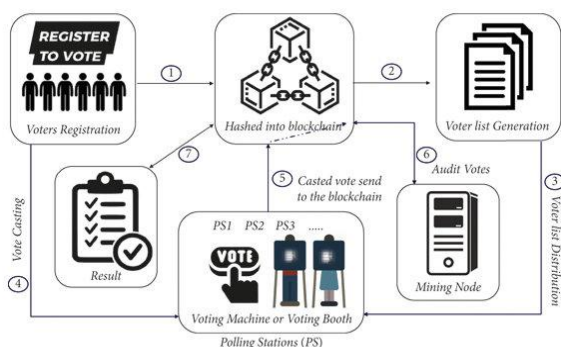 REGISTER
TO VOTE
Voters Registration
1
Hashed into blockchain
2
Voter list Generation
7
5
Casted vote send
to the blockchain
6
Audit Votes
3
Voter list Distribution
Vote Casting
4
Result
PS1 PS2 PS3 .....
VOTE
Voting Machine or Voting Booth
Mining Node
Polling Stations (PS)